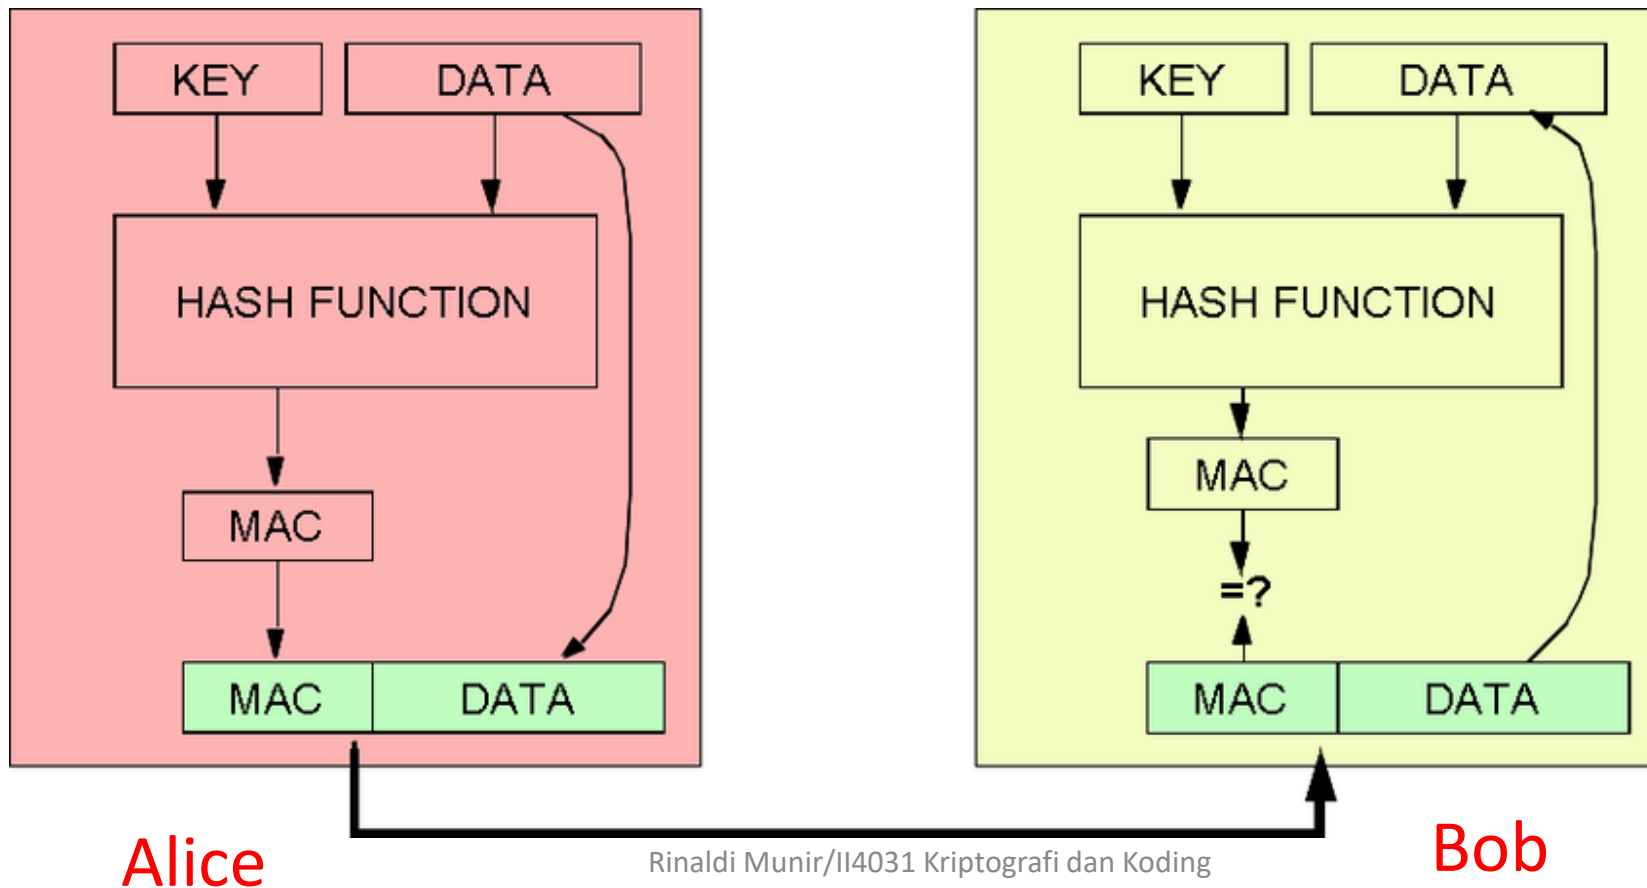 KEY DATA
HASH FUNCTION
MAC
MAC DATA
Alice
KEY DATA
HASH FUNCTION
MAC
=?
MAC DATA
Bob
Rinaldi Munir/II4031 Kriptografi dan Koding